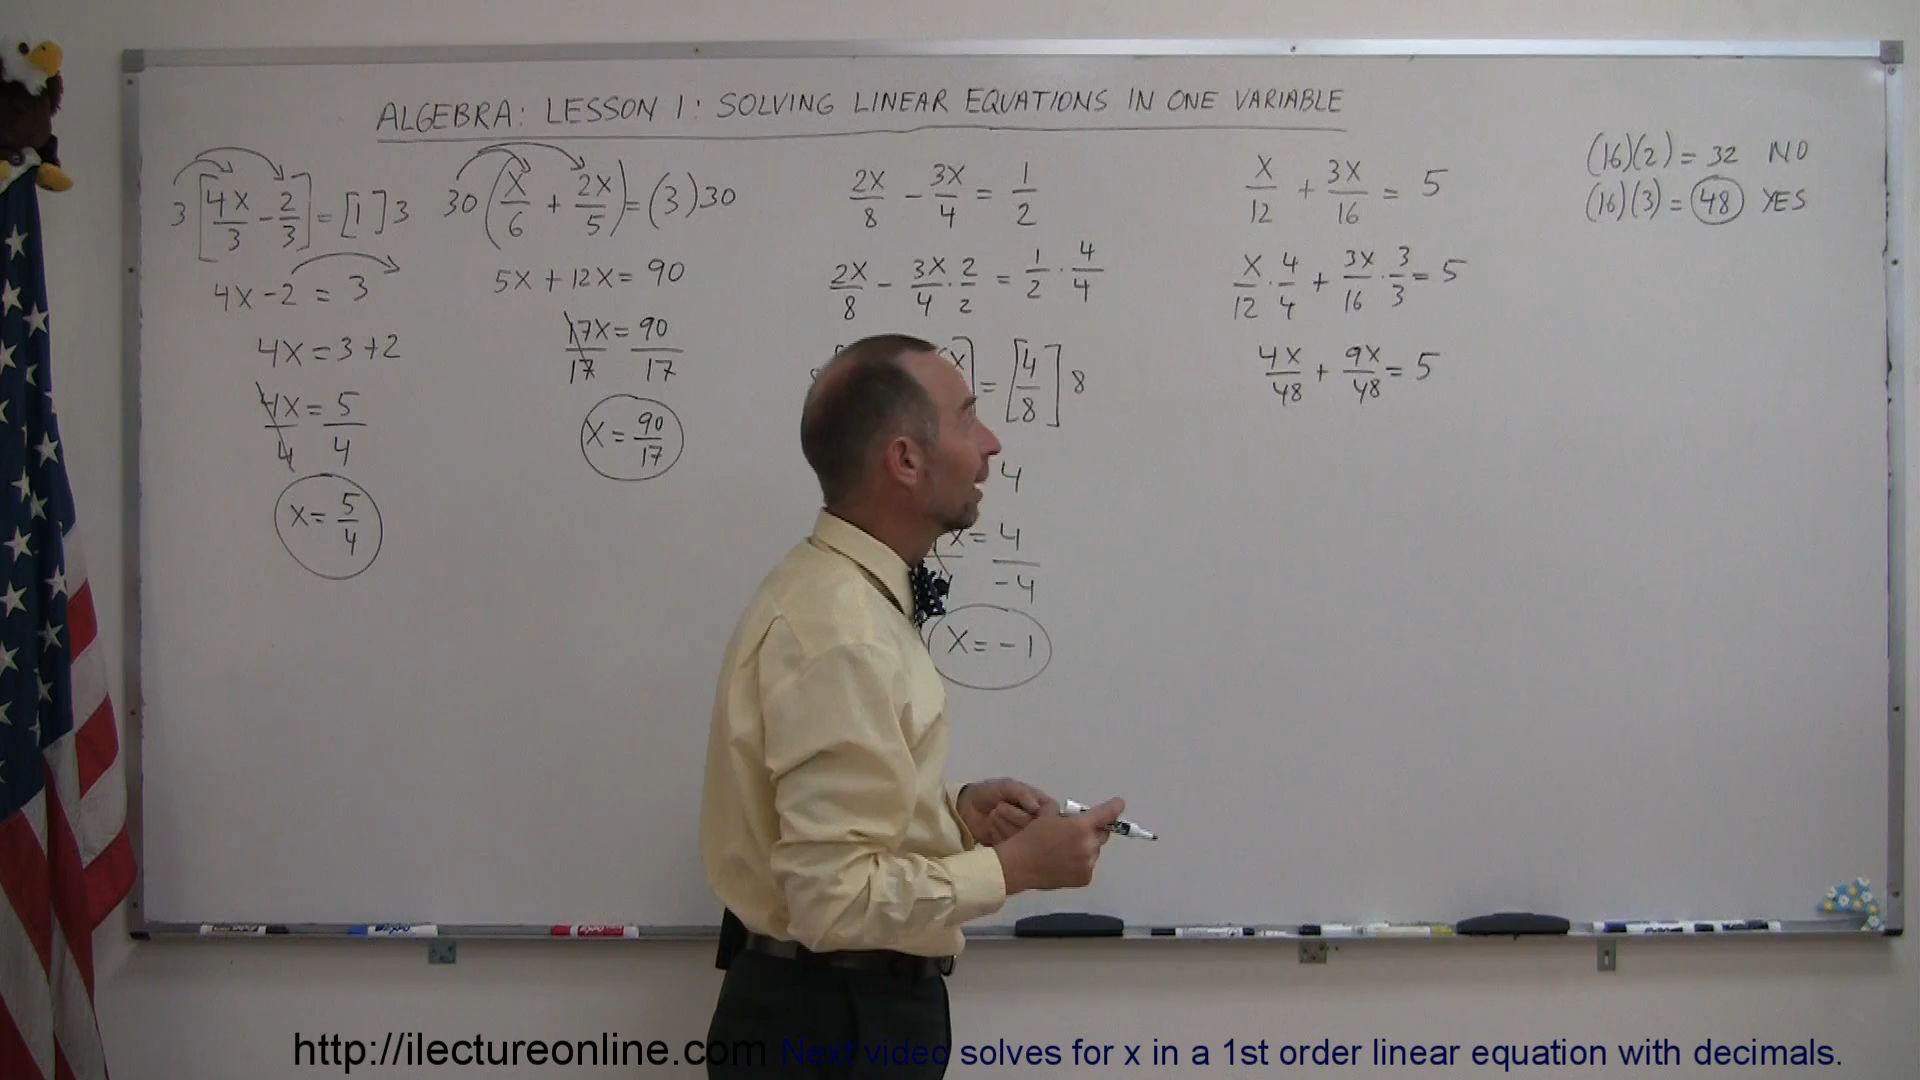 ALGEBRA: LESSON 1: SOLVING LINEAR EQUATIONS IN ONE VARIABLE
3 [4x/3 - 2/3] = [1] 3
4x - 2 = 3
4x = 3 + 2
4x/4 = 5/4
x = 5/4
30 (x/6 + 2x/5) = (3) 30
5x + 12x = 90
17x/17 = 90/17
x = 90/17
2x/8 - 3x/4 = 1/2
2x/8 - 3x/4 · 2/2 = 1/2 · 4/4
x] = [4/8] 8
4
x = 4/-4
x = -1
x/12 + 3x/16 = 5
x/12 · 4/4 + 3x/16 · 3/3 = 5
4x/48 + 9x/48 = 5
(16)(2) = 32 NO
(16)(3) = 48 YES
http://ilectureonline.com Next video solves for x in a 1st order linear equation with decimals.